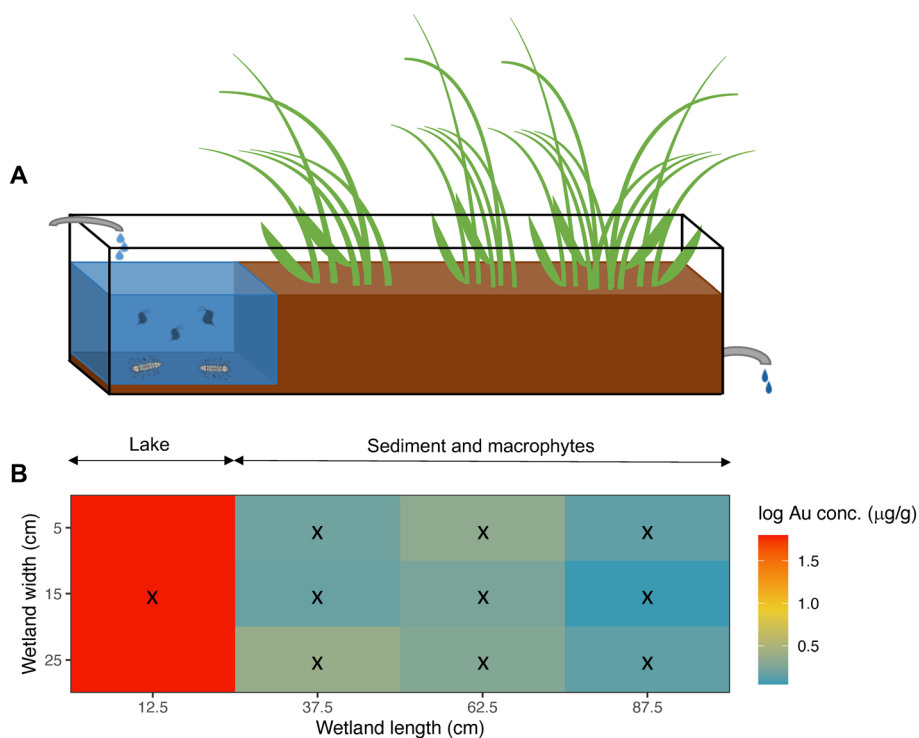 A
Lake
Sediment and macrophytes
B
Wetland width (cm)
5
15
25
X X X X
X X X
X X X
12.5 37.5 62.5 87.5
Wetland length (cm)
log Au conc. (µg/g)
1.5
1.0
0.5